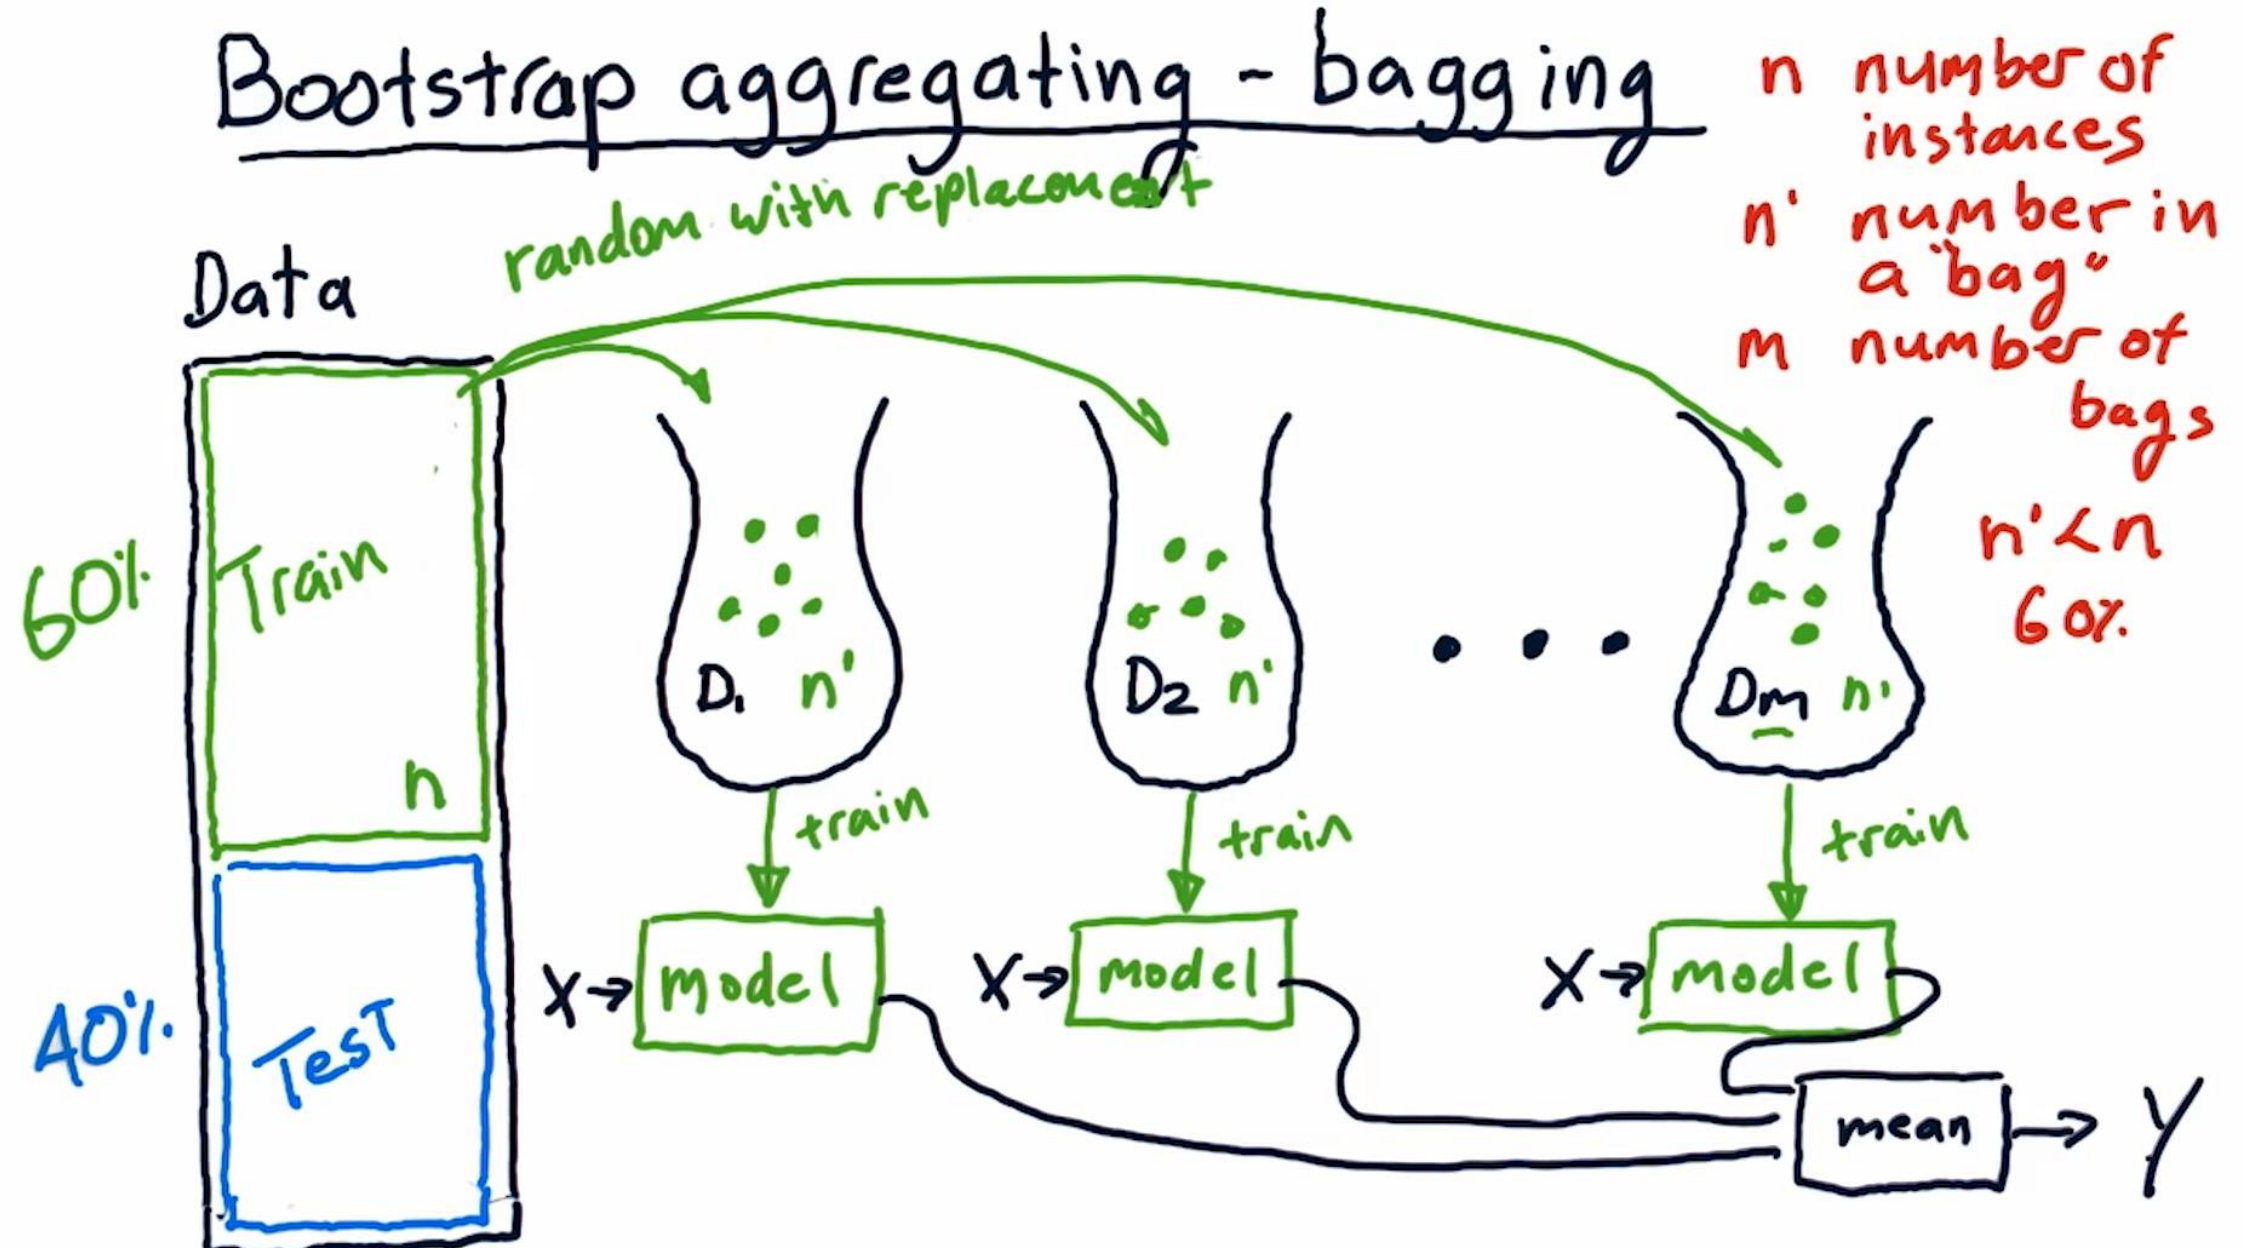 Bootstrap aggregating - bagging
random with replacement
Data
60%
Train
n
40%
Test
D1 n'
D2 n'
Dm n'
train
train
train
X→ model
X→ model
X→ model
mean → Y
n number of
instances
n' number in
a "bag"
m number of
bags
n' < n
60%